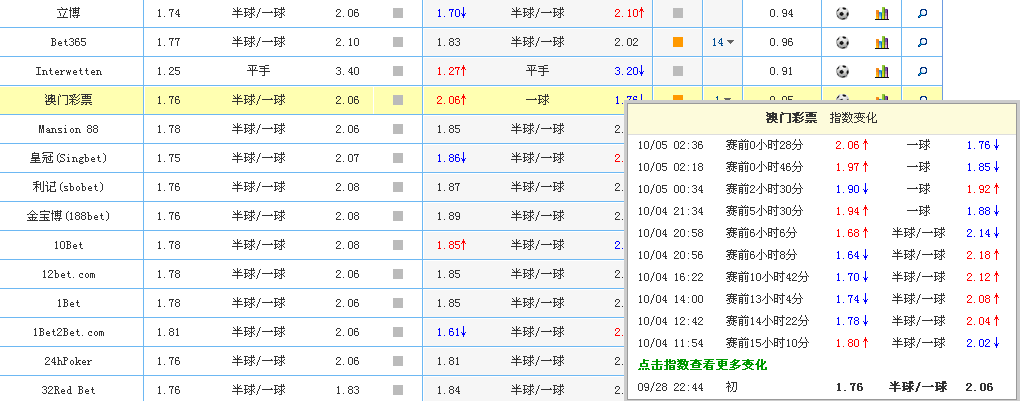 立博 1.74 半球/一球 2.06 1.70↓ 半球/一球 2.10↑ 0.94
Bet365 1.77 半球/一球 2.10 1.83 半球/一球 2.02 14 0.96
Interwetten 1.25 平手 3.40 1.27↑ 平手 3.20↓ 0.91
澳门彩票 1.76 半球/一球 2.06 2.06↑ 一球 1.76↓ 1 0.95
Mansion 88 1.78 半球/一球 2.06 1.85 半球/一球
皇冠(Singbet) 1.75 半球/一球 2.07 1.86↓ 半球/一球 2.
利记(sbobet) 1.76 半球/一球 2.08 1.87 半球/一球
金宝博(188bet) 1.76 半球/一球 2.08 1.89 半球/一球
10Bet 1.78 半球/一球 2.08 1.85↑ 半球/一球 2.
12bet.com 1.78 半球/一球 2.06 1.85 半球/一球
1Bet 1.78 半球/一球 2.06 1.85 半球/一球
1Bet2Bet.com 1.81 半球/一球 2.06 1.61↓ 半球/一球 2.
24hPoker 1.76 半球/一球 2.06 1.81 半球/一球
32Red Bet 1.76 半球/一球 1.83 1.84 半球/一球
澳门彩票 指数变化
10/05 02:36 赛前0小时28分 2.06↑ 一球 1.76↓
10/05 02:18 赛前0小时46分 1.97↑ 一球 1.85↓
10/05 00:34 赛前2小时30分 1.90↓ 一球 1.92↑
10/04 21:34 赛前5小时30分 1.94↑ 一球 1.88↓
10/04 20:58 赛前6小时6分 1.68↑ 半球/一球 2.14↓
10/04 20:56 赛前6小时8分 1.64↓ 半球/一球 2.18↑
10/04 16:22 赛前10小时42分 1.70↓ 半球/一球 2.12↑
10/04 14:00 赛前13小时4分 1.74↓ 半球/一球 2.08↑
10/04 12:42 赛前14小时22分 1.78↓ 半球/一球 2.04↑
10/04 11:54 赛前15小时10分 1.80↑ 半球/一球 2.02↓
点击指数查看更多变化
09/28 22:44 初 1.76 半球/一球 2.06